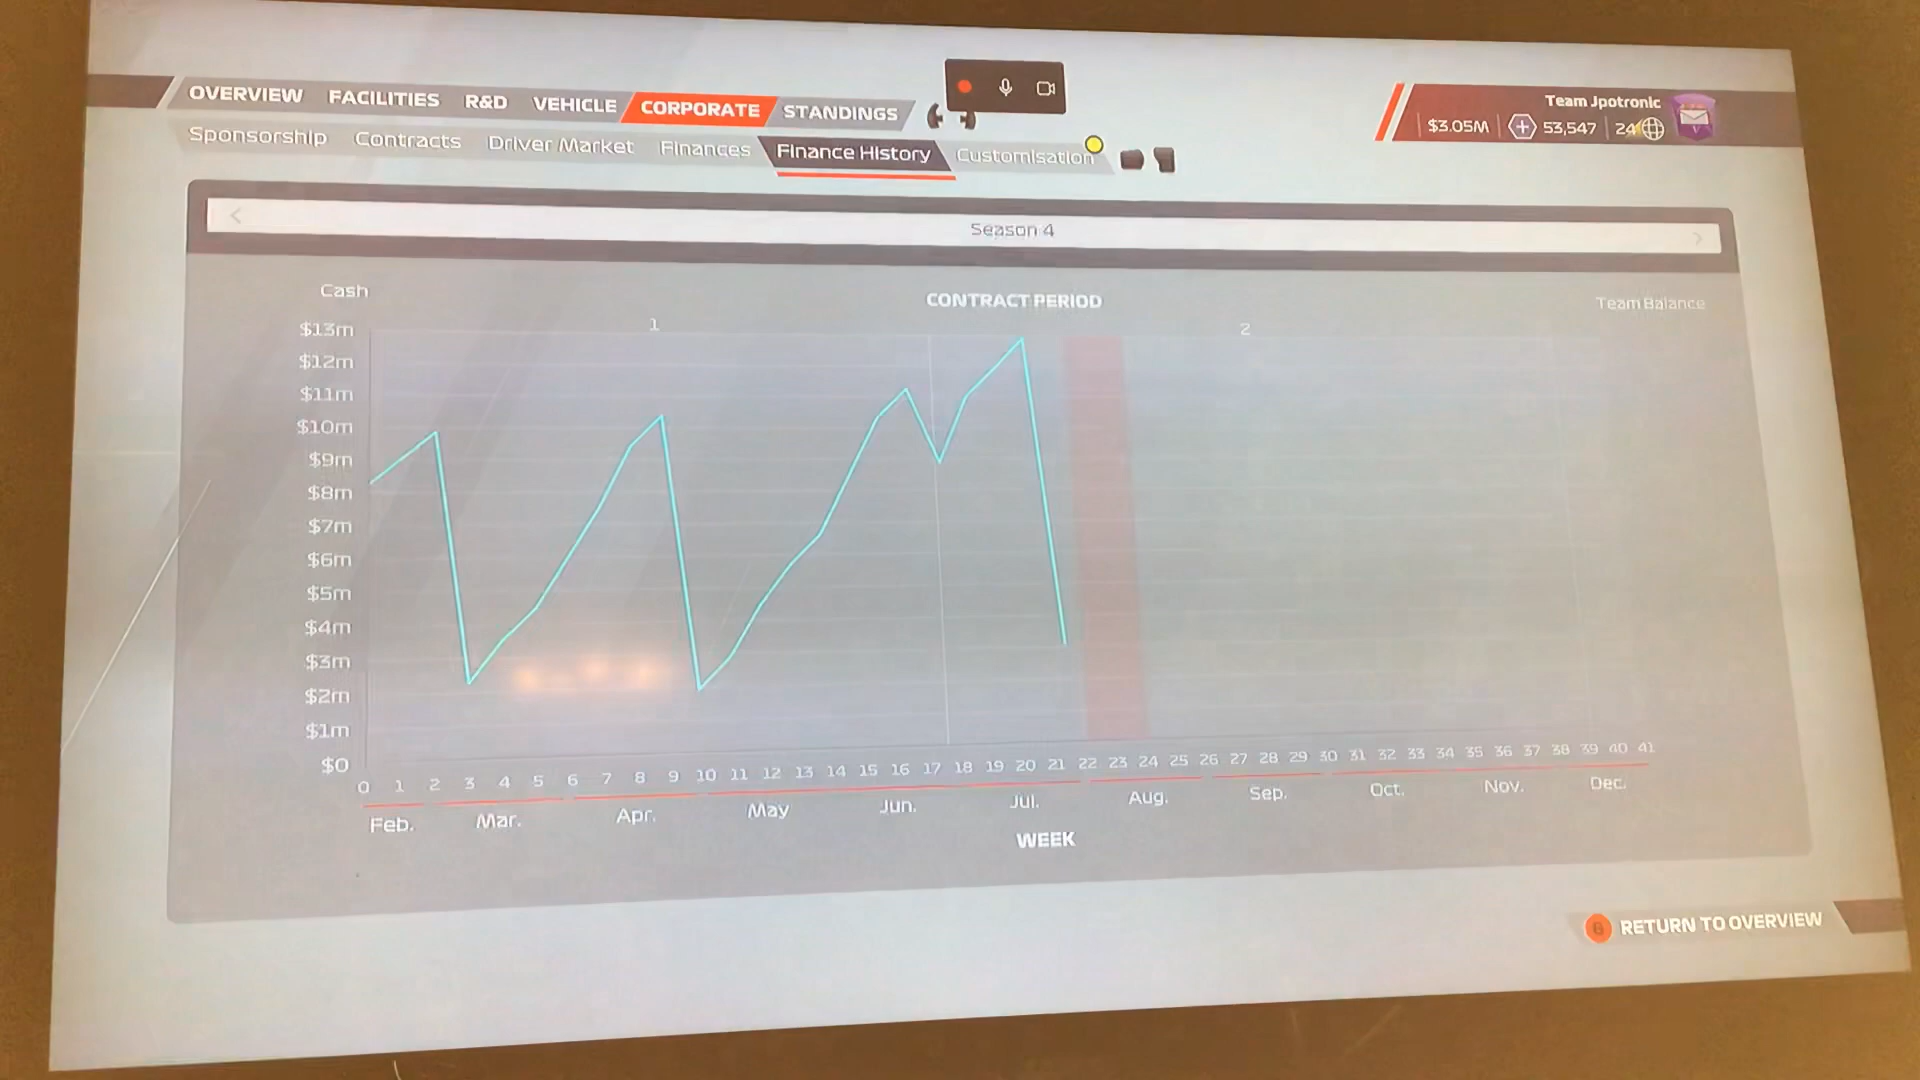 OVERVIEW FACILITIES R&D VEHICLE CORPORATE STANDINGS
Team Jpotronic
$3.05M 53,547 24
Sponsorship Contracts Driver Market Finances Finance History Customisation
Season 4
Cash
CONTRACT PERIOD
Team Balance
1 2
$13m
$12m
$11m
$10m
$9m
$8m
$7m
$6m
$5m
$4m
$3m
$2m
$1m
$0
0 1 2 3 4 5 6 7 8 9 10 11 12 13 14 15 16 17 18 19 20 21 22 23 24 25 26 27 28 29 30 31 32 33 34 35 36 37 38 39 40 41
Feb. Mar. Apr. May Jun. Jul. Aug. Sep. Oct. Nov. Dec.
WEEK
B RETURN TO OVERVIEW